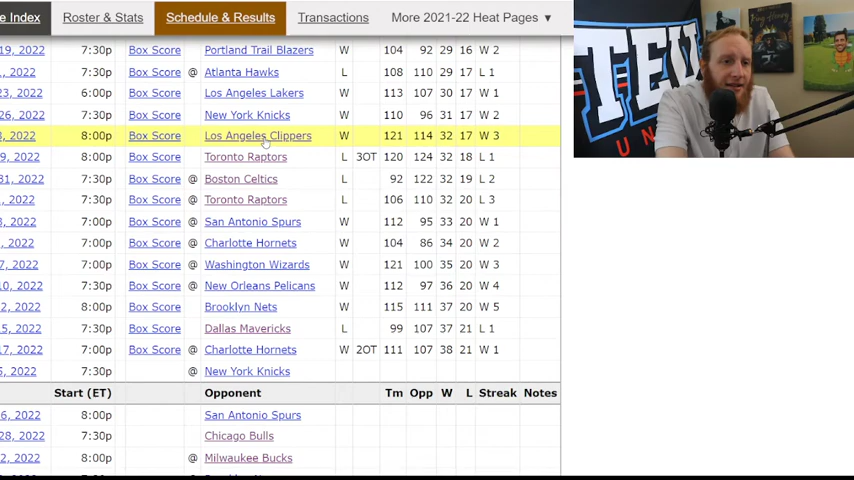 e Index Roster & Stats Schedule & Results Transactions More 2021-22 Heat Pages ▼
19, 2022 7:30p Box Score Portland Trail Blazers W 104 92 29 16 W 2
1, 2022 7:30p Box Score @ Atlanta Hawks L 108 110 29 17 L 1
23, 2022 6:00p Box Score Los Angeles Lakers W 113 107 30 17 W 1
26, 2022 7:30p Box Score New York Knicks W 110 96 31 17 W 2
8, 2022 8:00p Box Score Los Angeles Clippers W 121 114 32 17 W 3
9, 2022 8:00p Box Score Toronto Raptors L 3OT 120 124 32 18 L 1
31, 2022 7:30p Box Score @ Boston Celtics L 92 122 32 19 L 2
, 2022 7:30p Box Score @ Toronto Raptors L 106 110 32 20 L 3
3, 2022 7:00p Box Score @ San Antonio Spurs W 112 95 33 20 W 1
, 2022 7:00p Box Score @ Charlotte Hornets W 104 86 34 20 W 2
7, 2022 7:00p Box Score @ Washington Wizards W 121 100 35 20 W 3
10, 2022 7:30p Box Score @ New Orleans Pelicans W 112 97 36 20 W 4
2, 2022 8:00p Box Score Brooklyn Nets W 115 111 37 20 W 5
5, 2022 7:30p Box Score Dallas Mavericks L 99 107 37 21 L 1
17, 2022 7:00p Box Score @ Charlotte Hornets W 2OT 111 107 38 21 W 1
5, 2022 7:30p @ New York Knicks
Start (ET) Opponent Tm Opp W L Streak Notes
6, 2022 8:00p San Antonio Spurs
28, 2022 7:30p Chicago Bulls
2, 2022 8:00p @ Milwaukee Bucks
TEU
UN